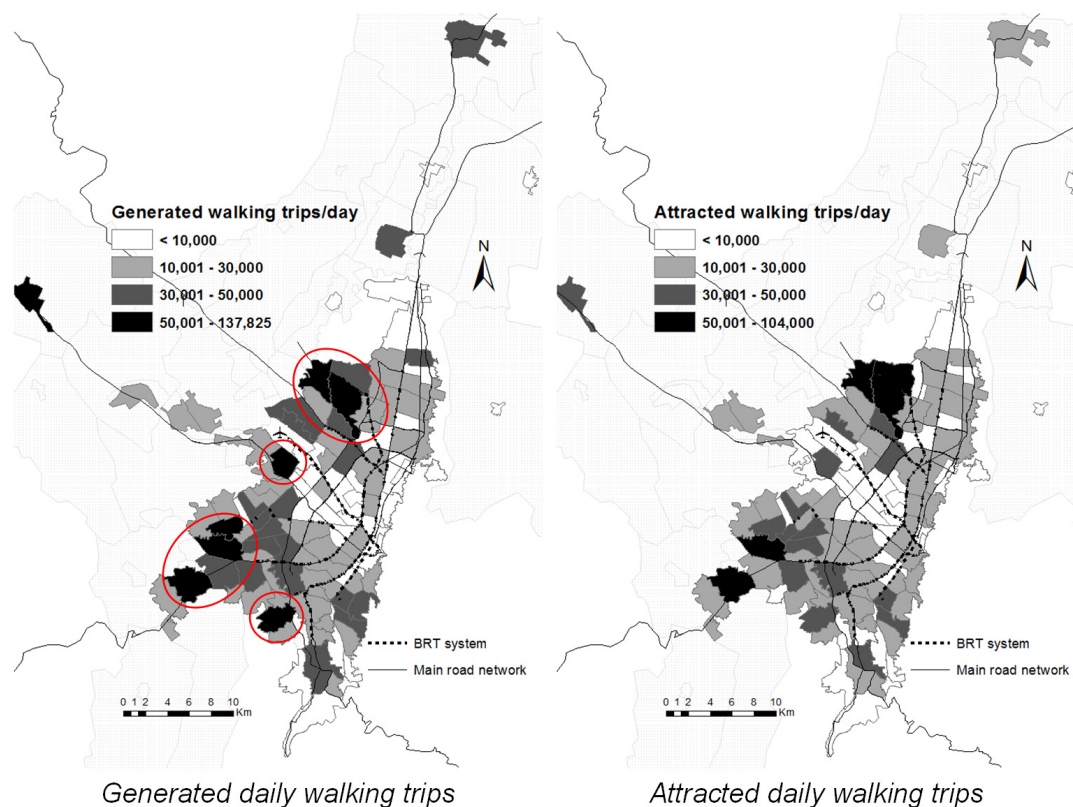 Generated walking trips/day
< 10,000
10,001 - 30,000
30,001 - 50,000
50,001 - 137,825
N
BRT system
Main road network
0 1 2 4 6 8 10
Km
Generated daily walking trips
Attracted walking trips/day
< 10,000
10,001 - 30,000
30,001 - 50,000
50,001 - 104,000
N
BRT system
Main road network
0 1 2 4 6 8 10
Km
Attracted daily walking trips